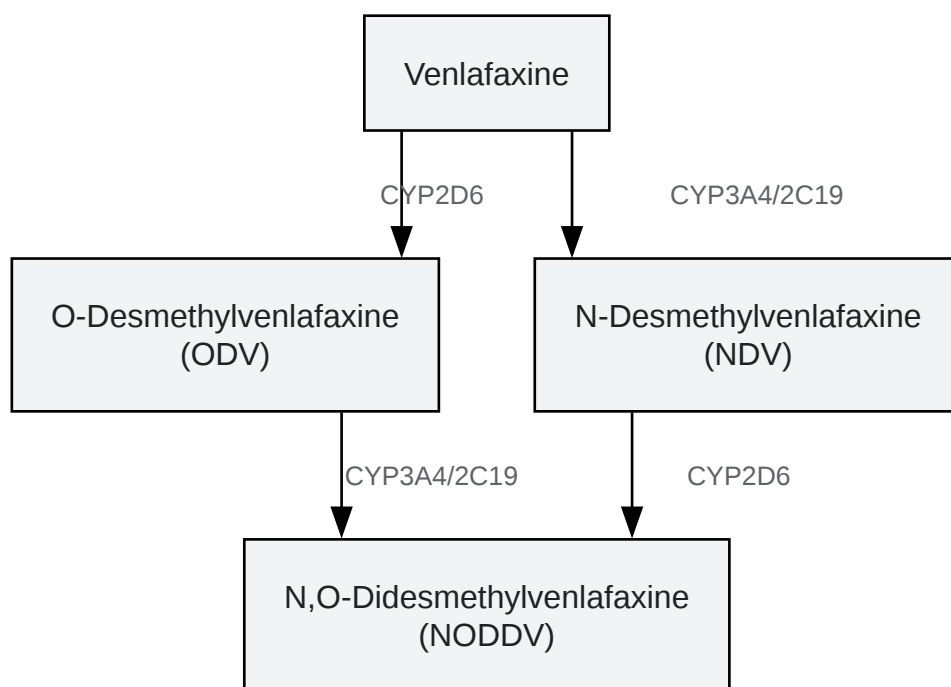 Venlafaxine
CYP2D6
CYP3A4/2C19
O-Desmethylvenlafaxine
(ODV)
N-Desmethylvenlafaxine
(NDV)
CYP3A4/2C19
CYP2D6
N,O-Didesmethylvenlafaxine
(NODDV)